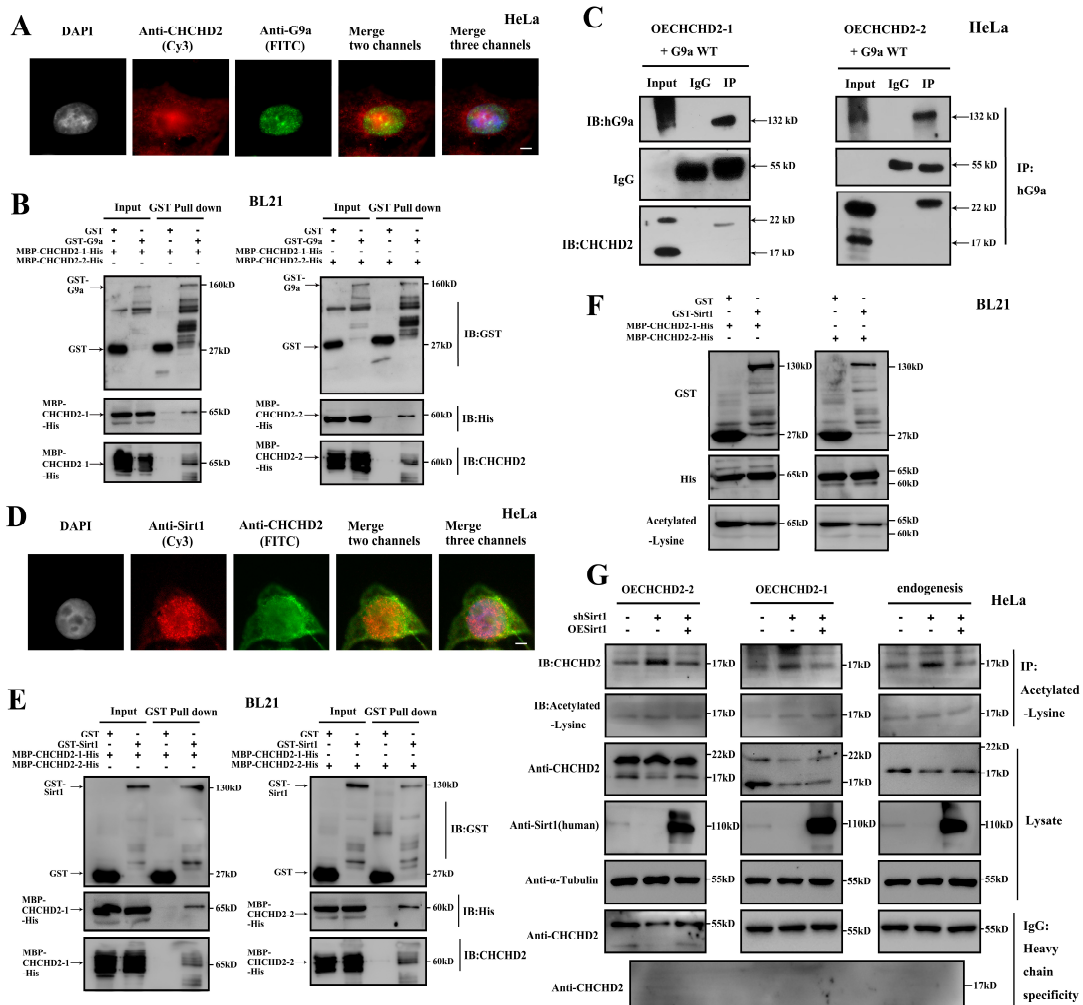 A
HeLa
DAPI
Anti-CHCHD2
(Cy3)
Anti-G9a
(FITC)
Merge
two channels
Merge
three channels
B
BL21
Input
GST Pull down
GST
GST-G9a
MBP-CHCHD2-1-His
MBP-CHCHD2-2-His
+ - + -
- + - +
+ + + +
- - - -
GST-
G9a
160kD
GST
27kD
MBP-
CHCHD2-1
-His
65kD
MBP-
CHCHD2-1
-His
65kD
Input
GST Pull down
GST
GST-G9a
MBP-CHCHD2-1-His
MBP-CHCHD2-2-His
+ - + -
- + - +
- - - -
+ + + +
GST-
G9a
160kD
IB:GST
GST
27kD
MBP-
CHCHD2-2
-His
60kD
IB:His
MBP-
CHCHD2-2
-His
60kD
IB:CHCHD2
C
HeLa
OECHCHD2-1
+ G9a WT
Input IgG IP
OECHCHD2-2
+ G9a WT
Input IgG IP
IB:hG9a
132 kD
132 kD
IgG
55 kD
55 kD
IB:CHCHD2
22 kD
17 kD
22 kD
17 kD
IP:
hG9a
D
HeLa
DAPI
Anti-Sirt1
(Cy3)
Anti-CHCHD2
(FITC)
Merge
two channels
Merge
three channels
E
BL21
Input
GST Pull down
GST
GST-Sirt1
MBP-CHCHD2-1-His
MBP-CHCHD2-2-His
+ - + -
- + - +
+ + + +
- - - -
GST-
Sirt1
130kD
GST
27kD
MBP-
CHCHD2-1
-His
65kD
MBP-
CHCHD2-1
-His
65kD
Input
GST Pull down
GST
GST-Sirt1
MBP-CHCHD2-1-His
MBP-CHCHD2-2-His
+ - + -
- + - +
- - - -
+ + + +
GST-
Sirt1
130kD
IB:GST
GST
27kD
MBP-
CHCHD2-2
-His
60kD
IB:His
MBP-
CHCHD2-2
-His
60kD
IB:CHCHD2
F
BL21
GST
GST-Sirt1
MBP-CHCHD2-1-His
MBP-CHCHD2-2-His
+ -
- +
+ +
- -
+ -
- +
- -
+ +
GST
130kD
27kD
130kD
27kD
His
65kD
65kD
60kD
Acetylated
-Lysine
65kD
65kD
60kD
G
HeLa
OECHCHD2-2
OECHCHD2-1
endogenesis
shSirt1
- + + - + + - + +
OESirt1
- - + - - + - - +
IB:CHCHD2
17kD
17kD
17kD
IB:Acetylated
-Lysine
17kD
17kD
17kD
IP:
Acetylated
-Lysine
Anti-CHCHD2
22kD
17kD
22kD
17kD
22kD
17kD
Anti-Sirt1(human)
110kD
110kD
110kD
Lysate
Anti-α-Tubulin
55kD
55kD
55kD
Anti-CHCHD2
55kD
55kD
55kD
Anti-CHCHD2
17kD
IgG:
Heavy
chain
specificity